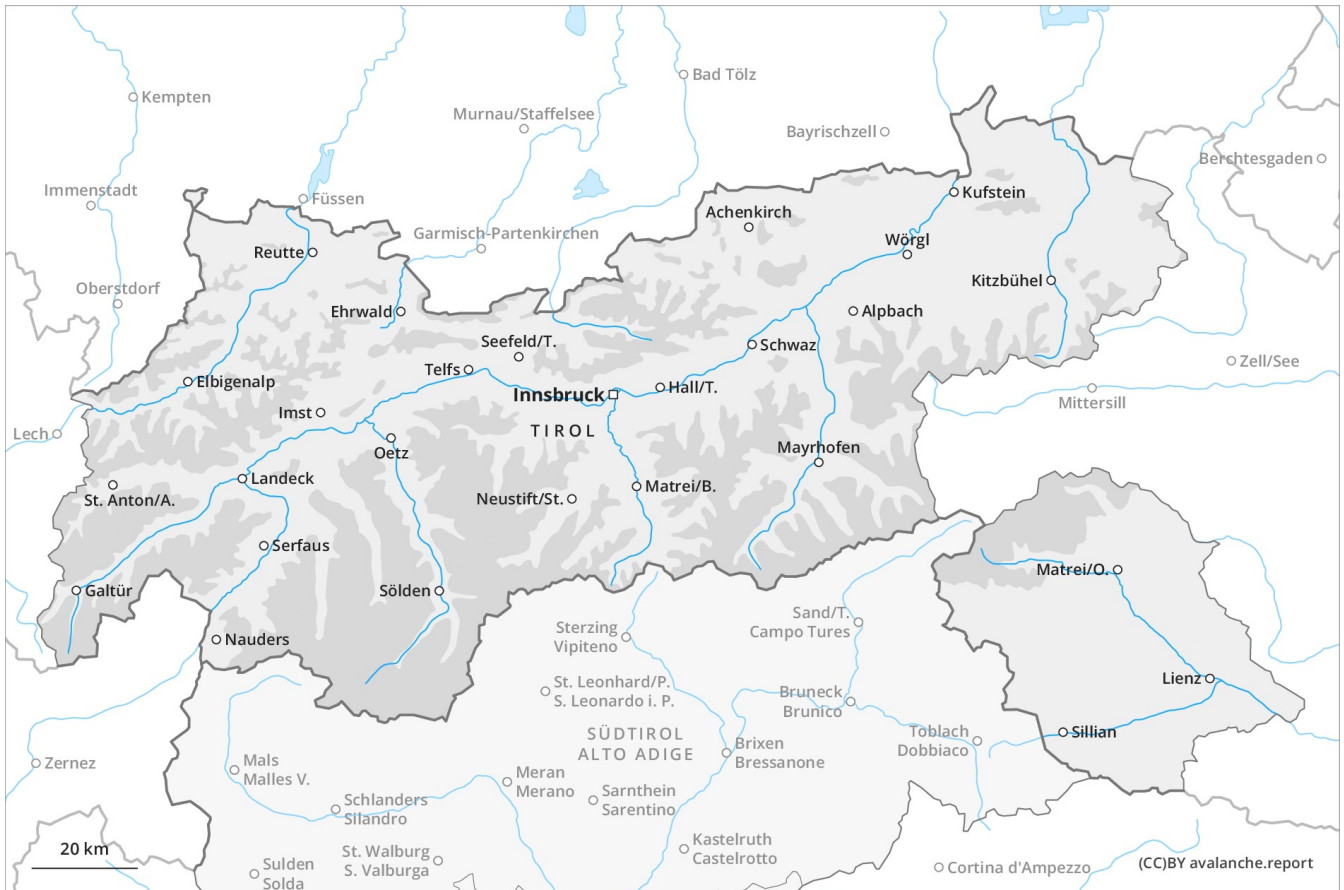 Bad Tölz
Kempten
Murnau/Staffelsee
Bayrischzell
Berchtesgaden
Immenstadt
Füssen
Kufstein
Achenkirch
Garmisch-Partenkirchen
Wörgl
Reutte
Kitzbühel
Oberstdorf
Ehrwald
Alpbach
Seefeld/T.
Schwaz
Zell/See
Telfs
Elbigenalp
Hall/T.
Innsbruck
Mittersill
Imst
Lech
TIROL
Oetz
Mayrhofen
Landeck
Matrei/B.
St. Anton/A.
Neustift/St.
Serfaus
Matrei/O.
Galtür
Sölden
Sand/T.
Campo Tures
Sterzing
Vipiteno
Nauders
Lienz
St. Leonhard/P.
S. Leonardo i. P.
Bruneck
Brunico
Sillian
SÜDTIROL
ALTO ADIGE
Toblach
Dobbiaco
Brixen
Bressanone
Zernez
Mals
Malles V.
Meran
Merano
Sarnthein
Sarentino
Schlanders
Silandro
20 km
Kastelruth
Castelrotto
St. Walburg
S. Valburga
Sulden
Solda
Cortina d'Ampezzo
(CC)BY avalanche.report